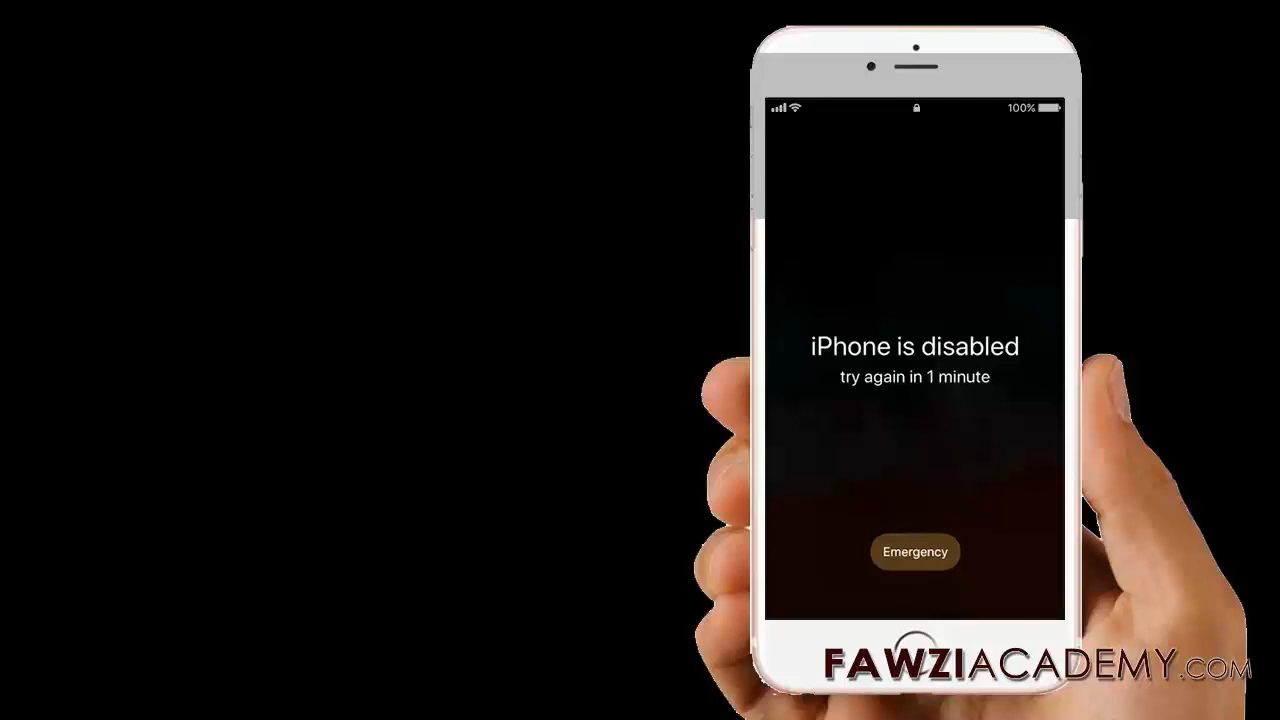 100%
iPhone is disabled
try again in 1 minute
Emergency
FAWZIACADEMY.COM